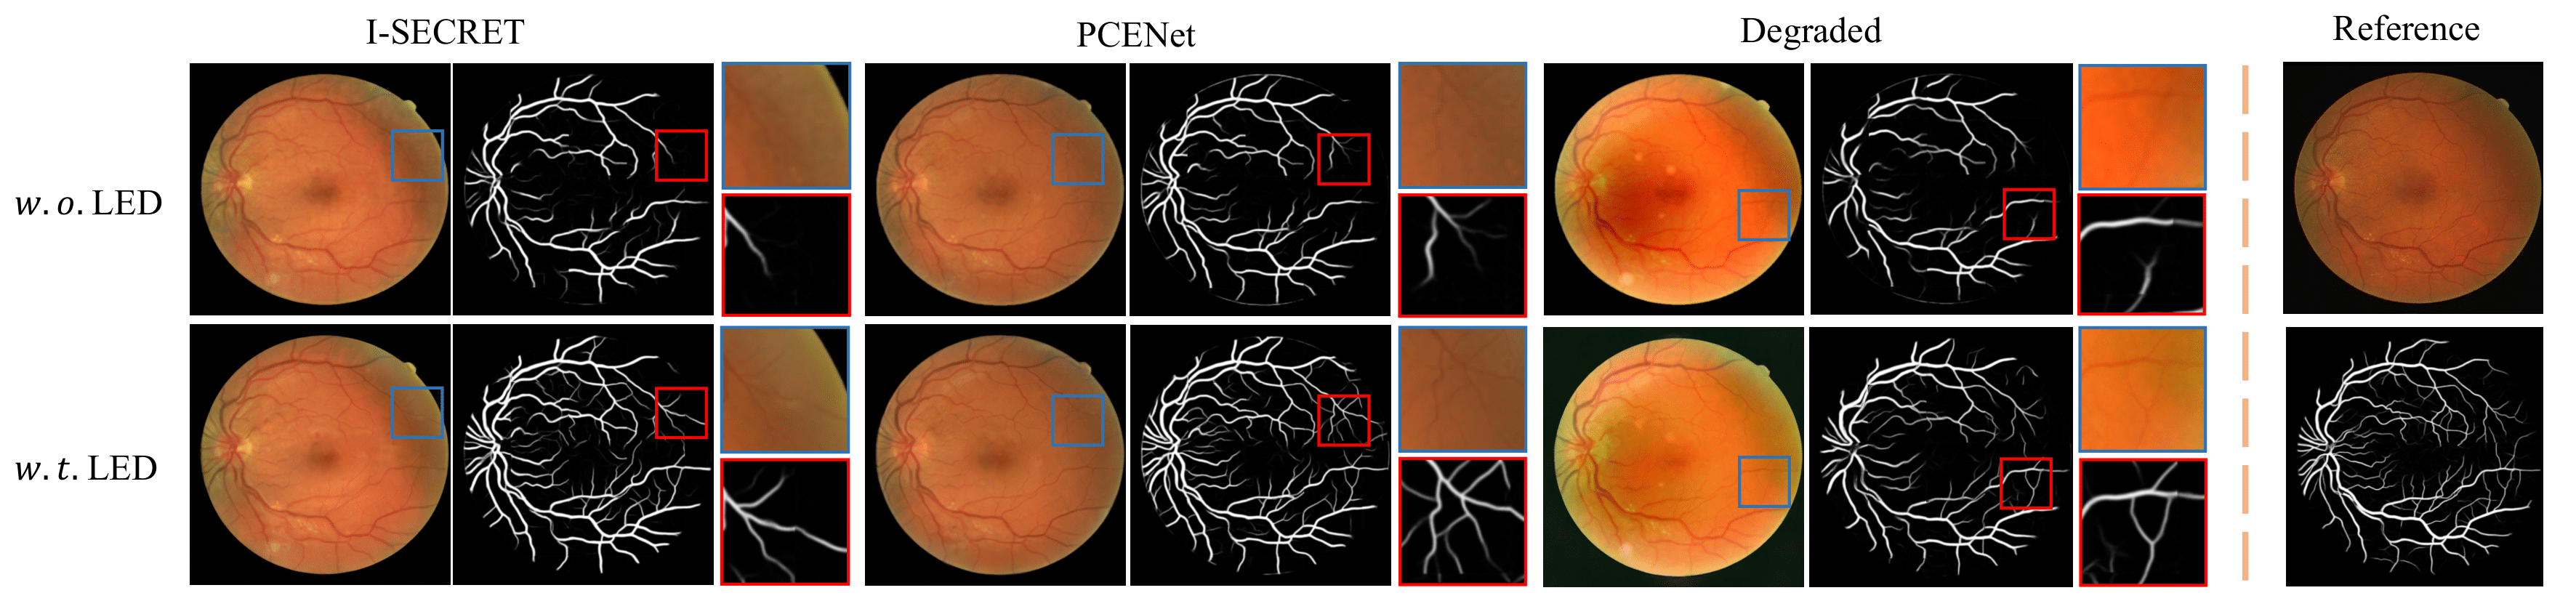 I-SECRET
PCENet
Degraded
Reference
w.o. LED
w.t. LED